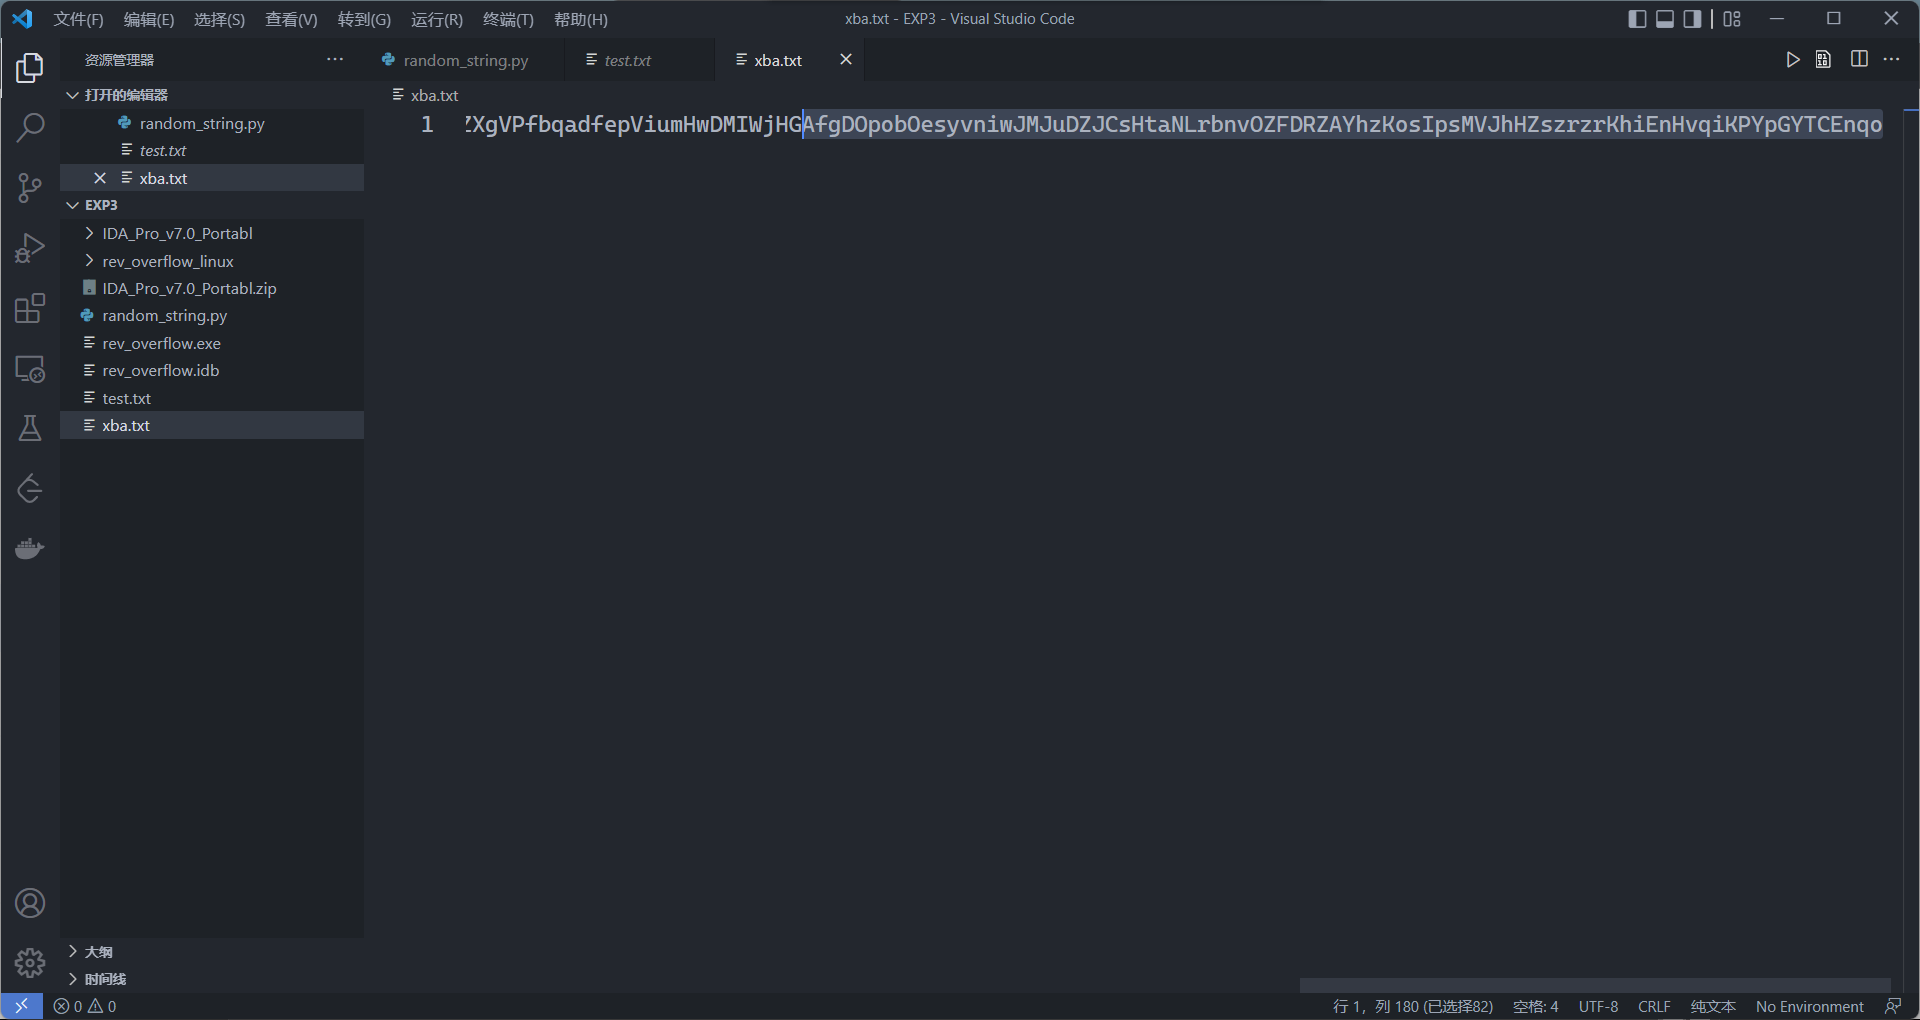 文件(F) 编辑(E) 选择(S) 查看(V) 转到(G) 运行(R) 终端(T) 帮助(H)
xba.txt - EXP3 - Visual Studio Code
资源管理器
random_string.py
test.txt
xba.txt
打开的编辑器
random_string.py
test.txt
xba.txt
EXP3
IDA_Pro_v7.0_Portabl
rev_overflow_linux
IDA_Pro_v7.0_Portabl.zip
random_string.py
rev_overflow.exe
rev_overflow.idb
test.txt
xba.txt
大纲
时间线
xba.txt
1 ZXgVPfbqadfepViumHwDMIWjHGAfgDOpobOesyvniwJMJuDZJCsHtaNLrbnvOZFDRZAYhzKosIpsMVJhHZszrzrKhiEnHvqiKPYpGYTCEnqo
0 0
行 1，列 180 (已选择82) 空格: 4 UTF-8 CRLF 纯文本 No Environment